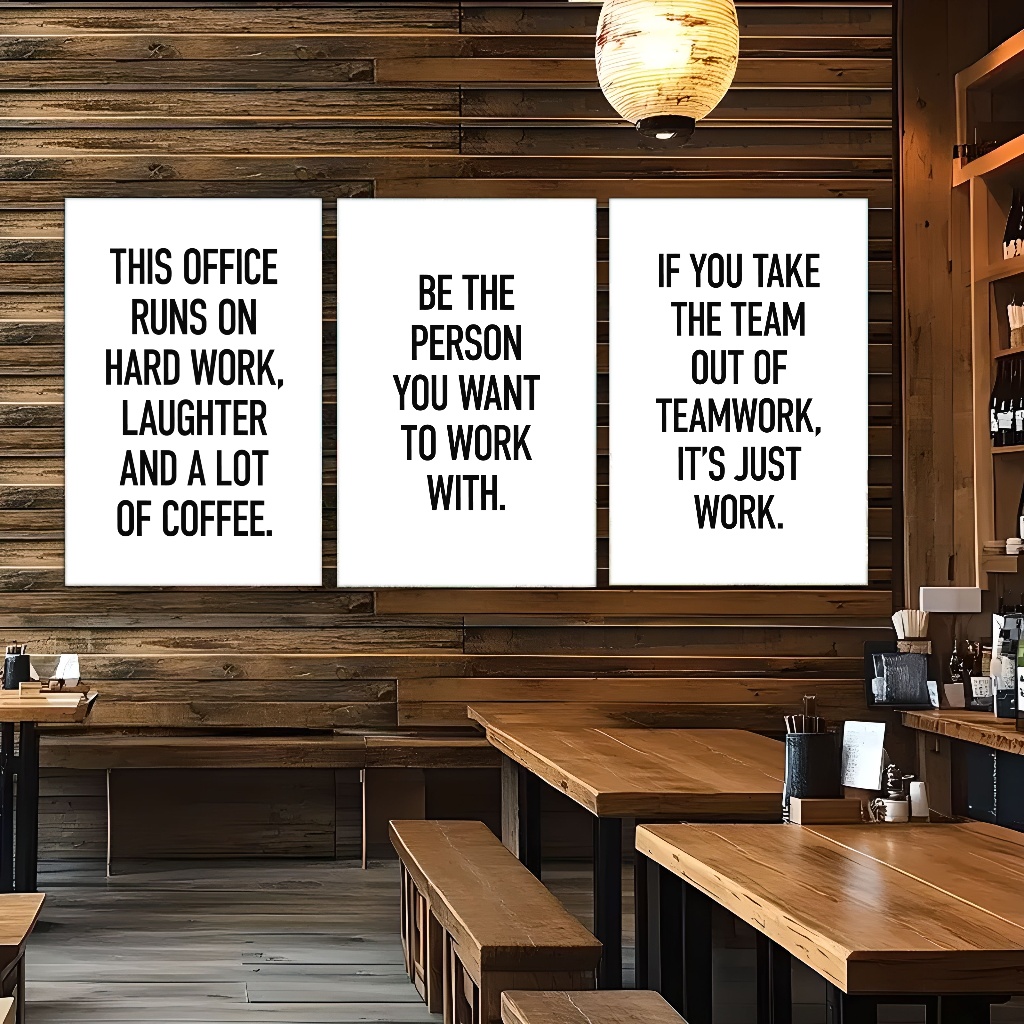 THIS OFFICE
RUNS ON
HARD WORK,
LAUGHTER
AND A LOT
OF COFFEE.
BE THE
PERSON
YOU WANT
TO WORK
WITH.
IF YOU TAKE
THE TEAM
OUT OF
TEAMWORK,
IT'S JUST
WORK.